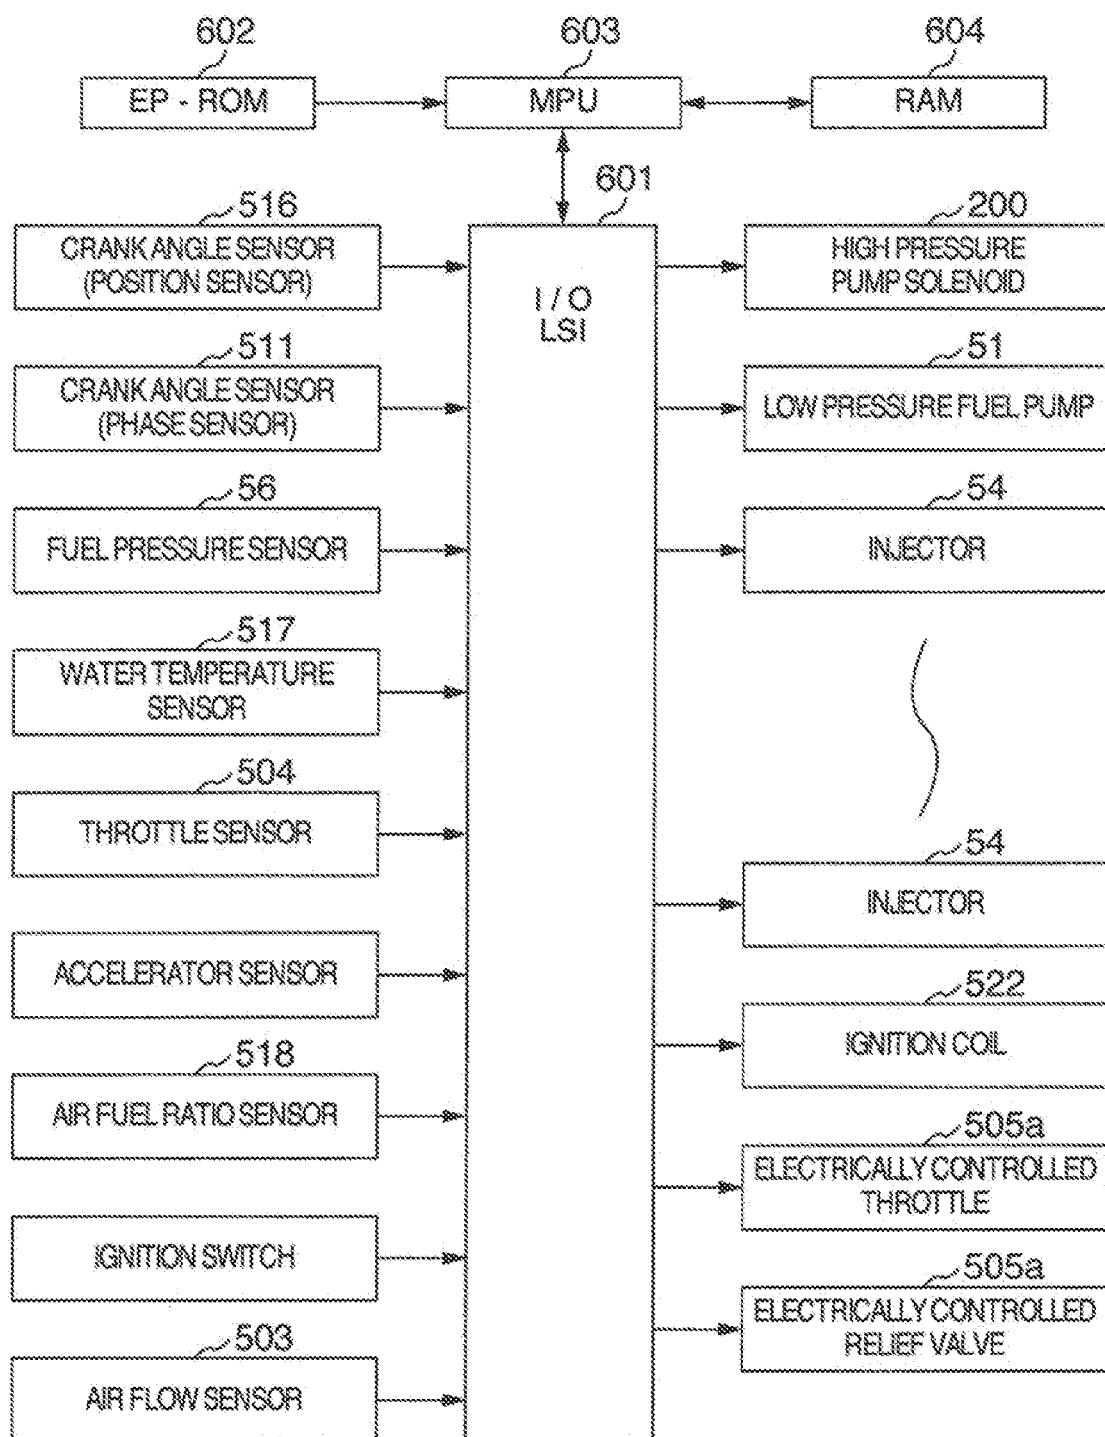 602
603
604
EP - ROM
MPU
RAM
601
516
CRANK ANGLE SENSOR
(POSITION SENSOR)
511
CRANK ANGLE SENSOR
(PHASE SENSOR)
56
FUEL PRESSURE SENSOR
517
WATER TEMPERATURE
SENSOR
504
THROTTLE SENSOR
ACCELERATOR SENSOR
518
AIR FUEL RATIO SENSOR
IGNITION SWITCH
503
AIR FLOW SENSOR
I / O
LSI
200
HIGH PRESSURE
PUMP SOLENOID
51
LOW PRESSURE FUEL PUMP
54
INJECTOR
54
INJECTOR
522
IGNITION COIL
505a
ELECTRICALLY CONTROLLED
THROTTLE
505a
ELECTRICALLY CONTROLLED
RELIEF VALVE